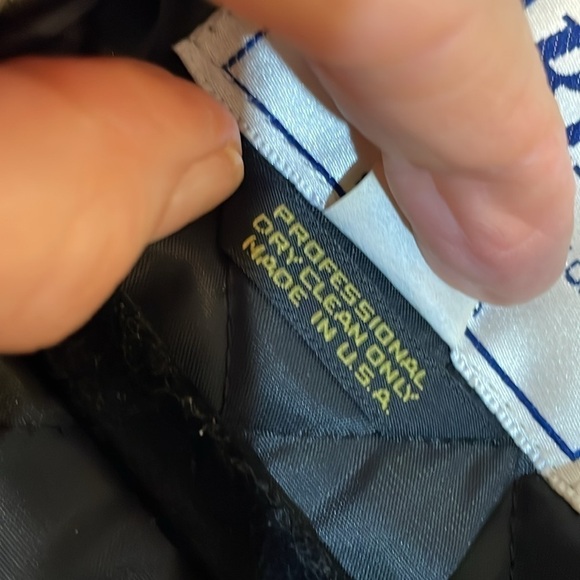 PROFESSIONAL
DRY CLEAN ONLY
MADE IN U.S.A.